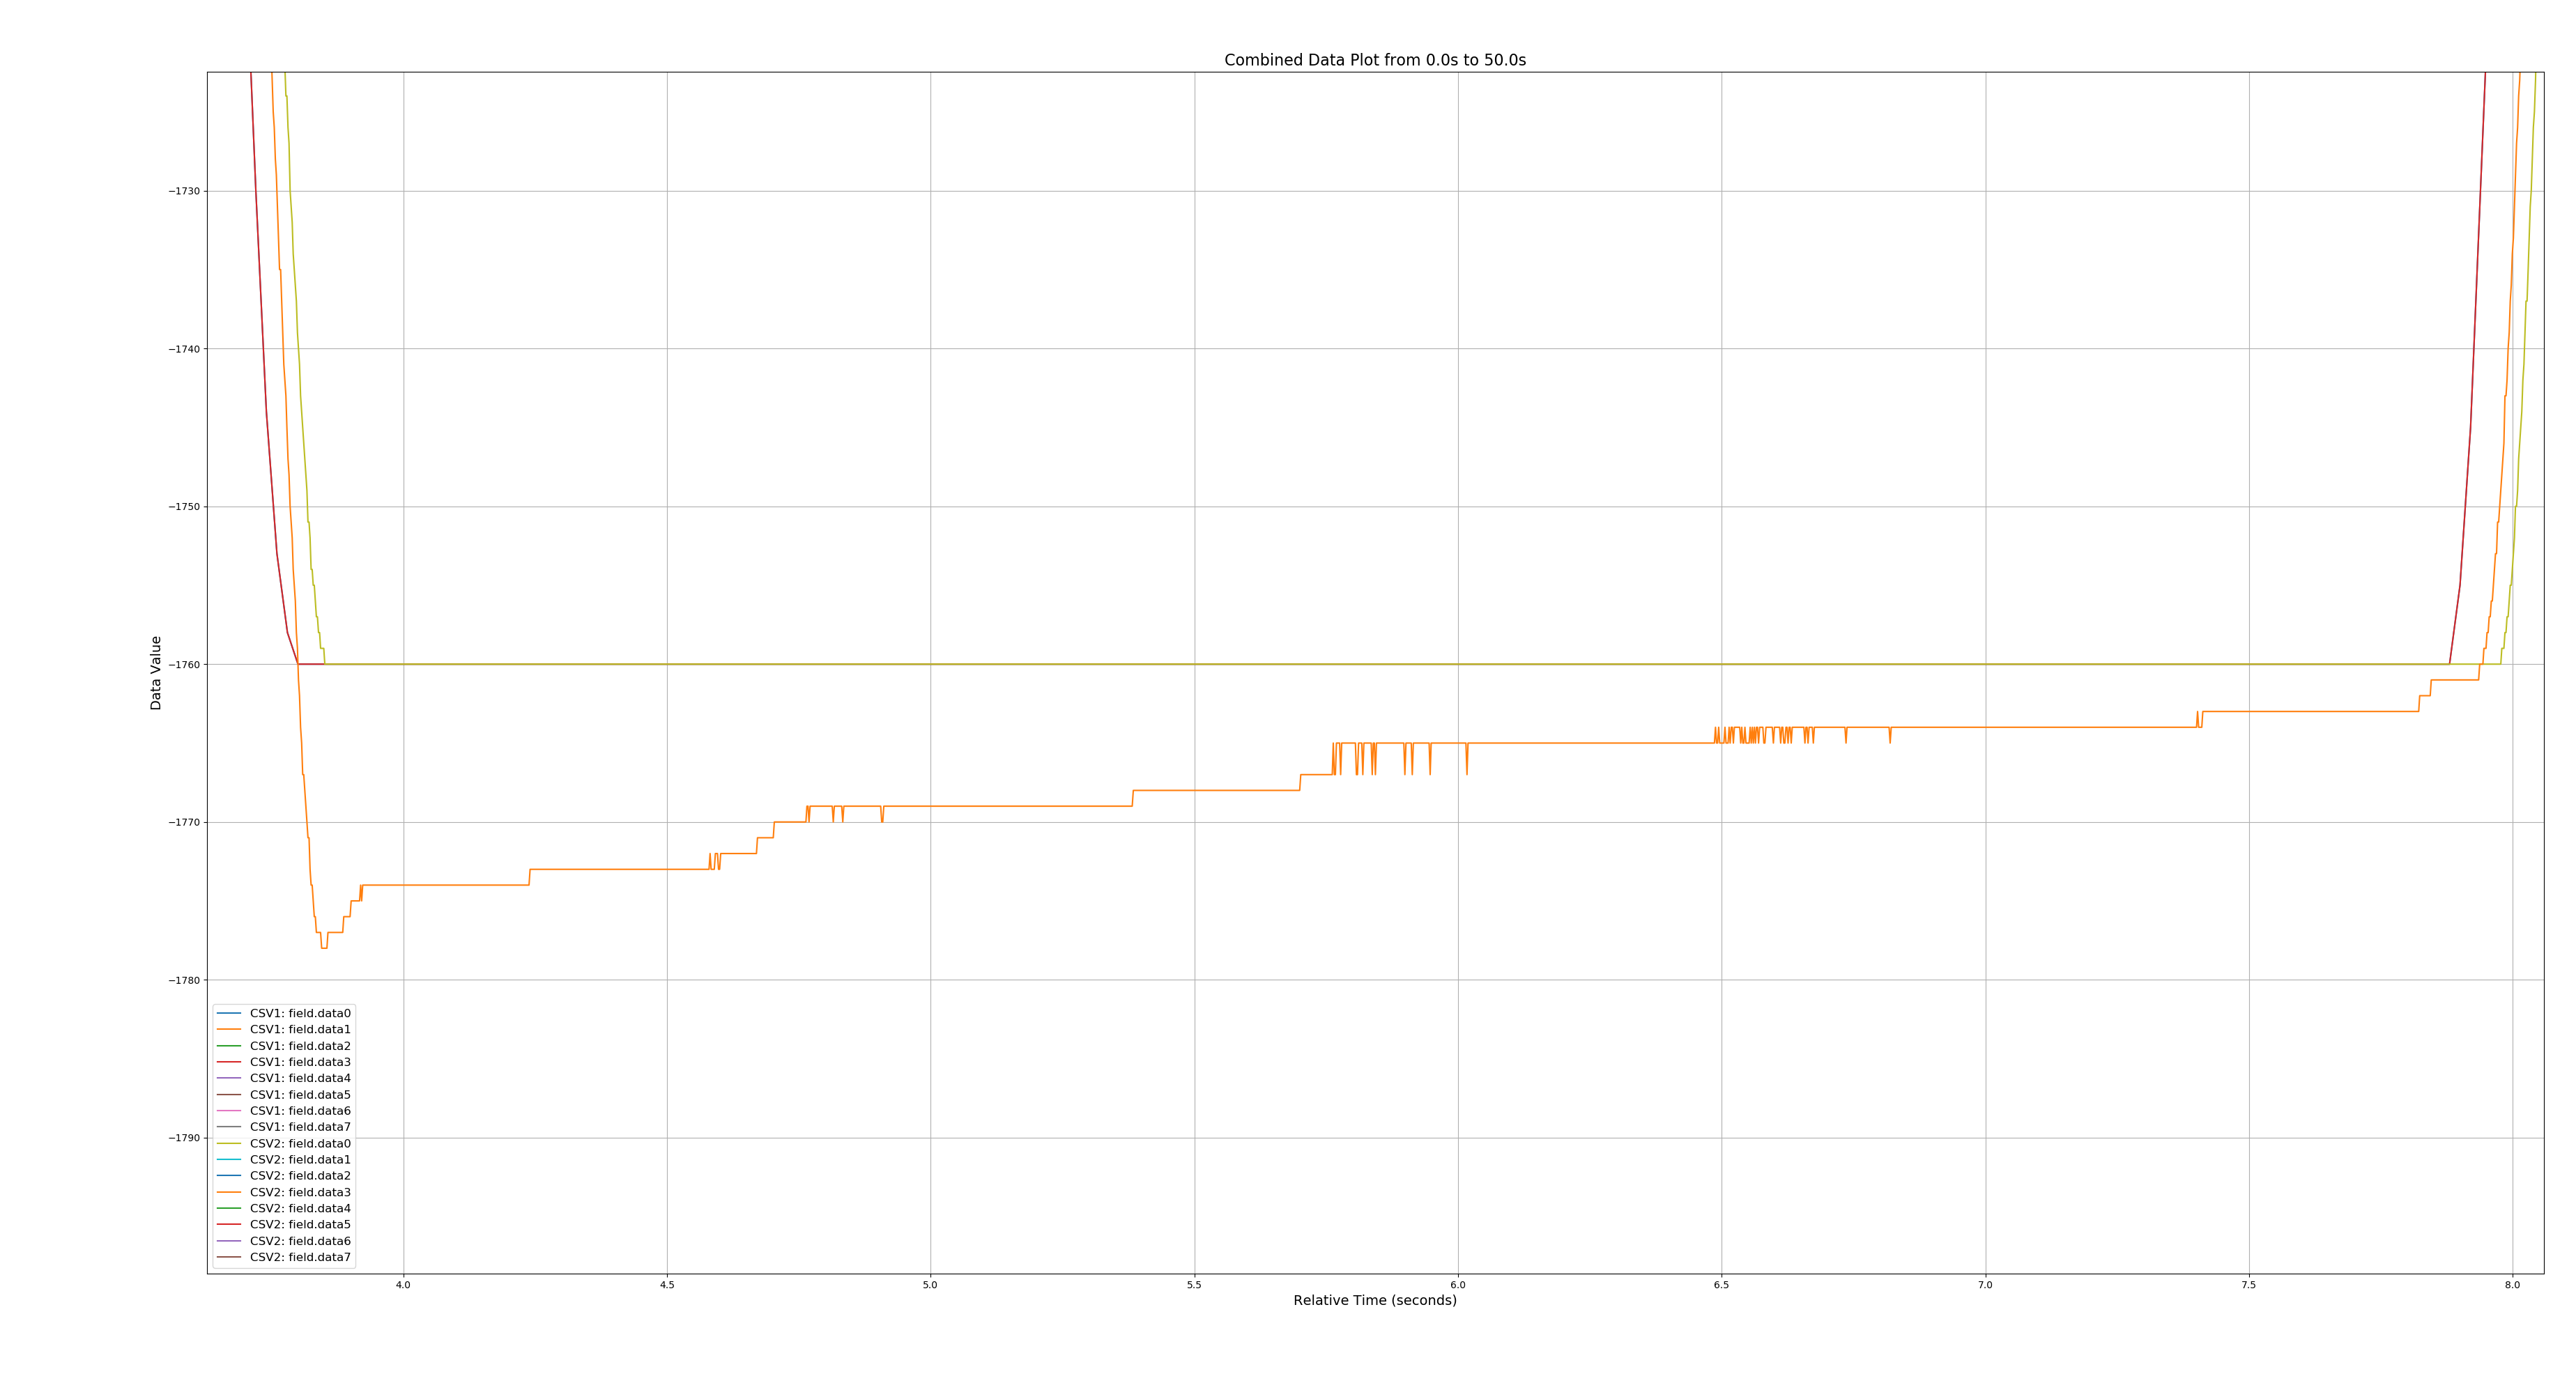 Combined Data Plot from 0.0s to 50.0s
−1730
−1740
−1750
−1760
−1770
−1780
−1790
Data Value
CSV1: field.data0
CSV1: field.data1
CSV1: field.data2
CSV1: field.data3
CSV1: field.data4
CSV1: field.data5
CSV1: field.data6
CSV1: field.data7
CSV2: field.data0
CSV2: field.data1
CSV2: field.data2
CSV2: field.data3
CSV2: field.data4
CSV2: field.data5
CSV2: field.data6
CSV2: field.data7
4.0 4.5 5.0 5.5 6.0 6.5 7.0 7.5 8.0
Relative Time (seconds)